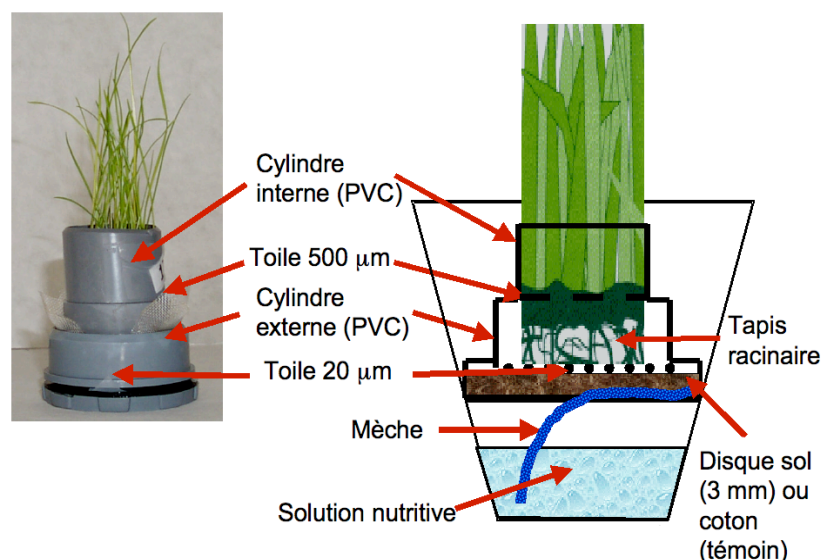 Cylindre
interne (PVC)
Toile 500 µm
Cylindre
externe (PVC)
Toile 20 µm
Mèche
Solution nutritive
Tapis
racinaire
Disque sol
(3 mm) ou
coton
(témoin)